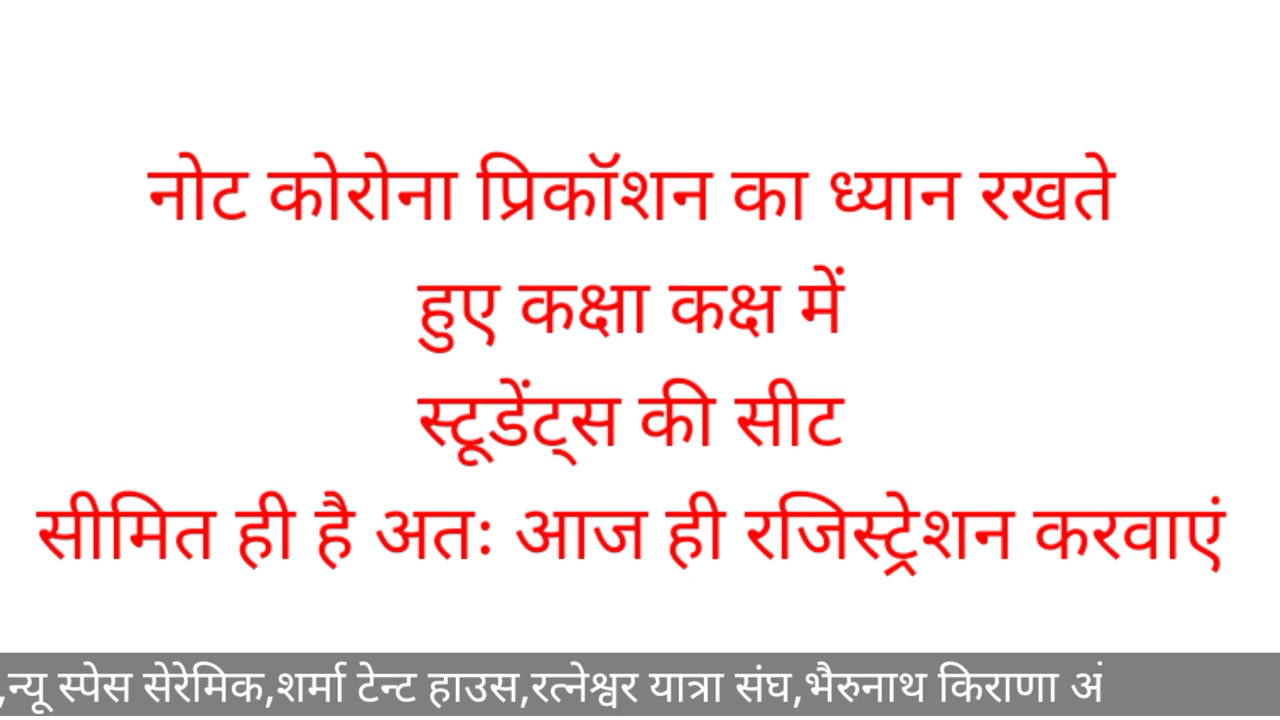 नोट कोरोना प्रिकॉशन का ध्यान रखते
हुए कक्षा कक्ष में
स्टूडेंट्स की सीट
सीमित ही है अतः आज ही रजिस्ट्रेशन करवाएं
,न्यू स्पेस सेरेमिक,शर्मा टेन्ट हाउस,रत्नेश्वर यात्रा संघ,भैरुनाथ किराणा अं